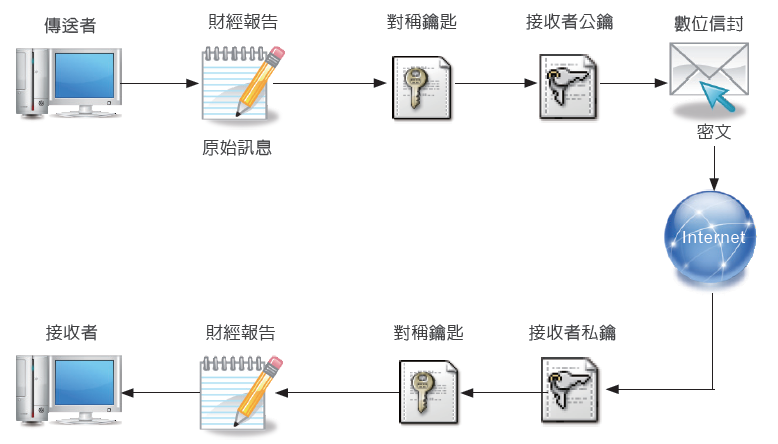 傳送者
財經報告
對稱鑰匙
接收者公鑰
數位信封
原始訊息
密文
Internet
接收者
財經報告
對稱鑰匙
接收者私鑰